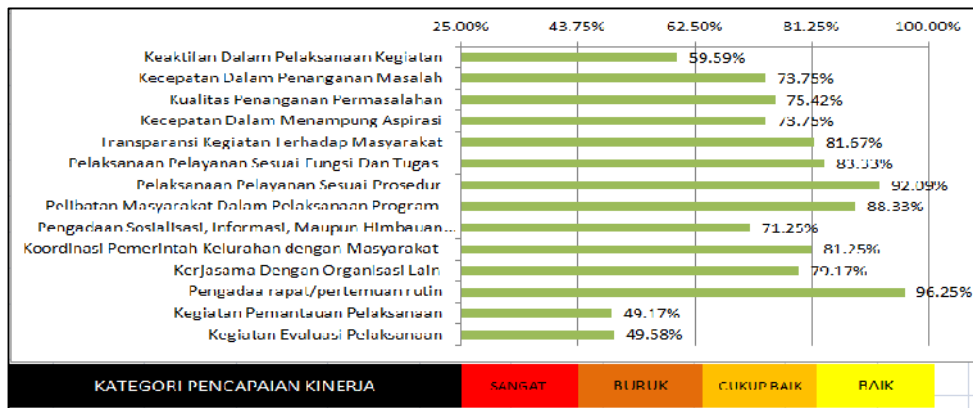 25.00% 43.75% 62.50% 81.25% 100.00%
Keaktifan Dalam Pelaksanaan Kegiatan 59.59%
Kecepatan Dalam Penanganan Masalah 73.75%
Kualitas Penanganan Permasalahan 75.42%
Kecepatan Dalam Menampung Aspirasi 73.75%
Transparansi Kegiatan Terhadap Masyarakat 81.67%
Pelaksanaan Pelayanan Sesuai Fungsi Dan Tugas 83.33%
Pelaksanaan Pelayanan Sesuai Prosedur 92.09%
Pelibatan Masyarakat Dalam Pelaksanaan Program 88.33%
Pengadaan Sosialisasi, Informasi, Maupun Himbauan... 71.25%
Koordinasi Pemerintah Kelurahan dengan Masyarakat 81.25%
Kerjasama Dengan Organisasi Lain 79.17%
Pengadaa rapat/pertemuan rutin 96.25%
Kegiatan Pemantauan Pelaksanaan 49.17%
Kegiatan Evaluasi Pelaksanaan 49.58%
KATEGORI PENCAPAIAN KINERJA SANGAT BURUK CUKUP BAIK BAIK